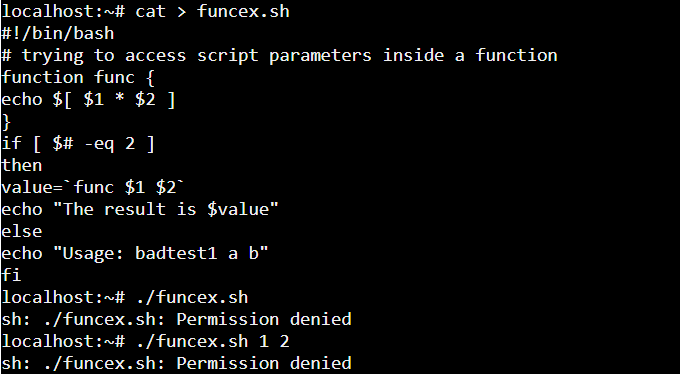 localhost:~# cat > funcex.sh
#!/bin/bash
# trying to access script parameters inside a function
function func {
echo $[ $1 * $2 ]
}
if [ $# -eq 2 ]
then
value=`func $1 $2`
echo "The result is $value"
else
echo "Usage: badtest1 a b"
fi
localhost:~# ./funcex.sh
sh: ./funcex.sh: Permission denied
localhost:~# ./funcex.sh 1 2
sh: ./funcex.sh: Permission denied